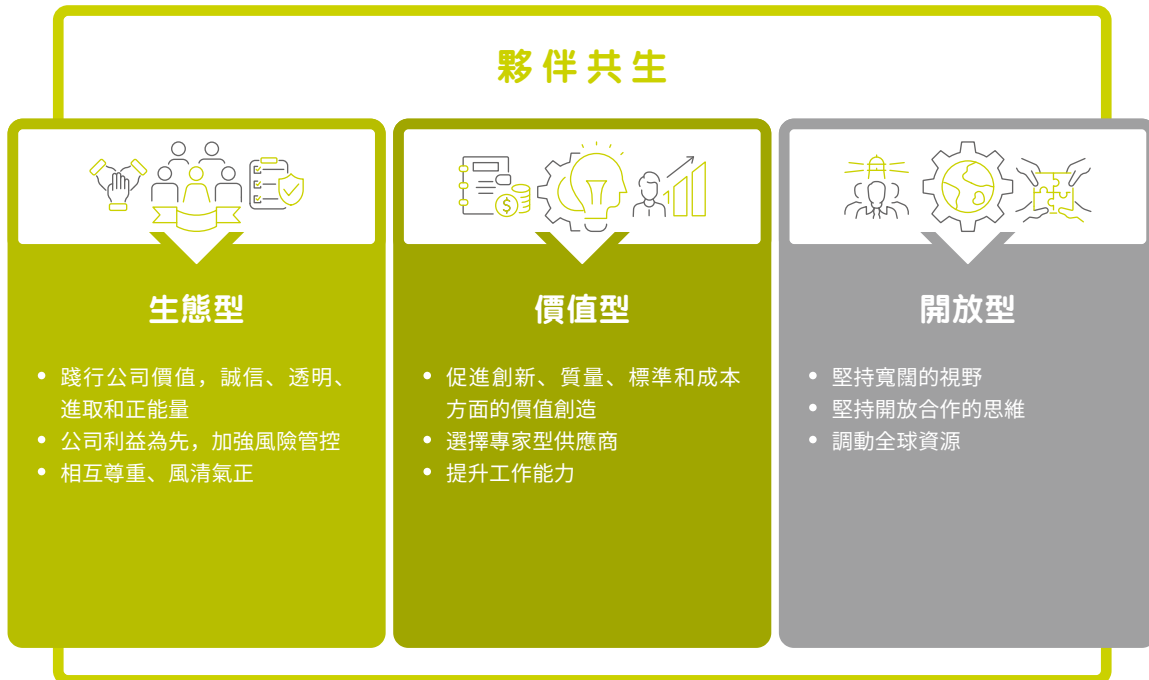 夥伴共生
生態型
• 踐行公司價值，誠信、透明、
進取和正能量
• 公司利益為先，加強風險管控
• 相互尊重、風清氣正
價值型
• 促進創新、質量、標準和成本
方面的價值創造
• 選擇專家型供應商
• 提升工作能力
開放型
• 堅持寬闊的視野
• 堅持開放合作的思維
• 調動全球資源